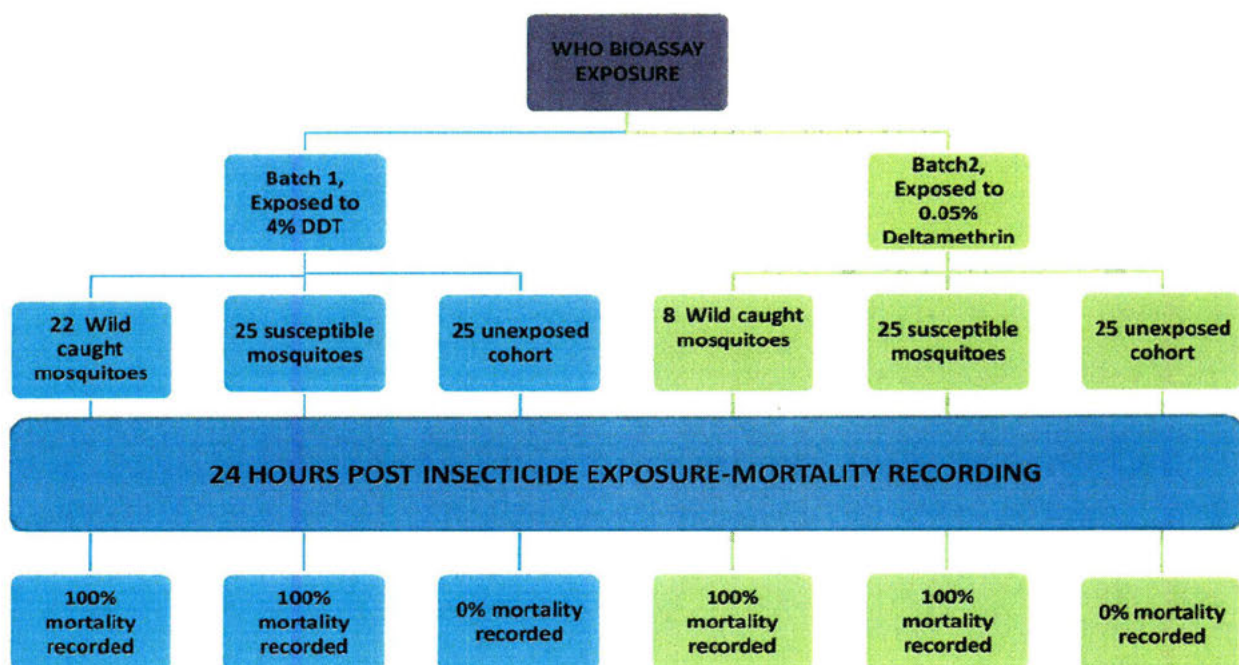 WHO BIOASSAY
EXPOSURE
Batch 1,
Exposed to
4% DDT
Batch2,
Exposed to
0.05%
Deltamethrin
22 Wild
caught
mosquitoes
25 susceptible
mosquitoes
25 unexposed
cohort
8 Wild caught
mosquitoes
25 susceptible
mosquitoes
25 unexposed
cohort
24 HOURS POST INSECTICIDE EXPOSURE-MORTALITY RECORDING
100%
mortality
recorded
100%
mortality
recorded
0% mortality
recorded
100%
mortality
recorded
100%
mortality
recorded
0% mortality
recorded